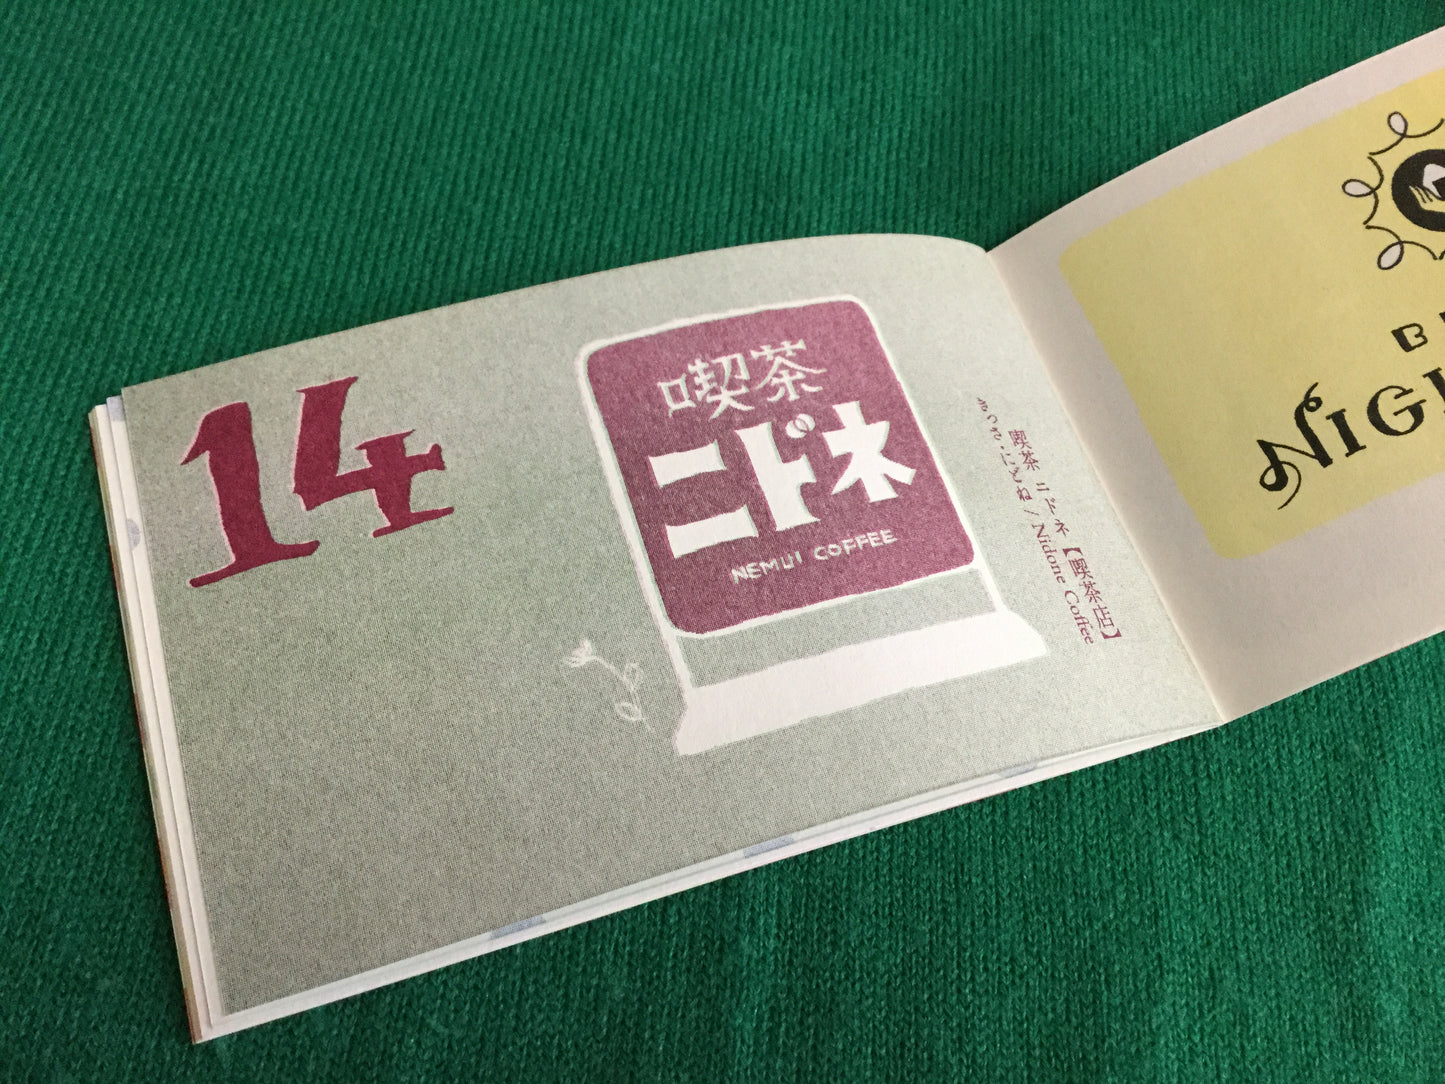 14
喫茶
ニドネ
NEMUI COFFEE
喫茶 ニドネ【喫茶店】
きっさ・にどね / Nidone Coffee